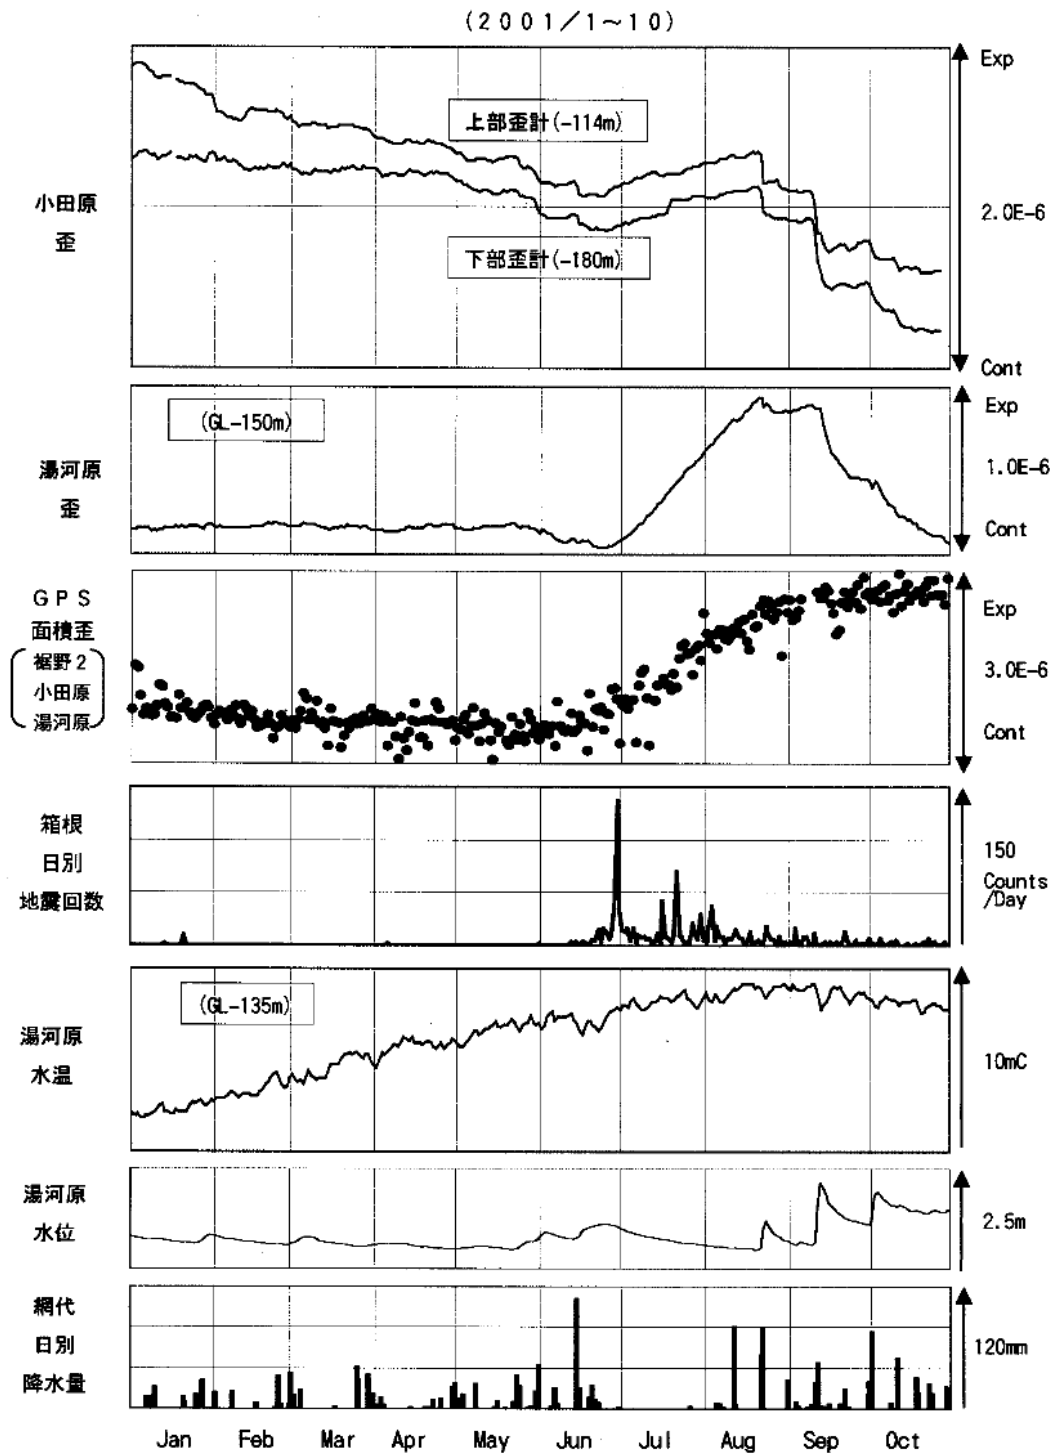 (2001/1~10)
Exp
上部歪計(-114m)
小田原
歪
2.0E-6
下部歪計(-180m)
Cont
(GL-150m)
Exp
湯河原
歪
1.0E-6
Cont
GPS
面積歪
裾野2
小田原
湯河原
Exp
3.0E-6
Cont
箱根
日別
地震回数
150
Counts
/Day
(GL-135m)
湯河原
水温
10mC
湯河原
水位
2.5m
網代
日別
降水量
120mm
Jan Feb Mar Apr May Jun Jul Aug Sep Oct